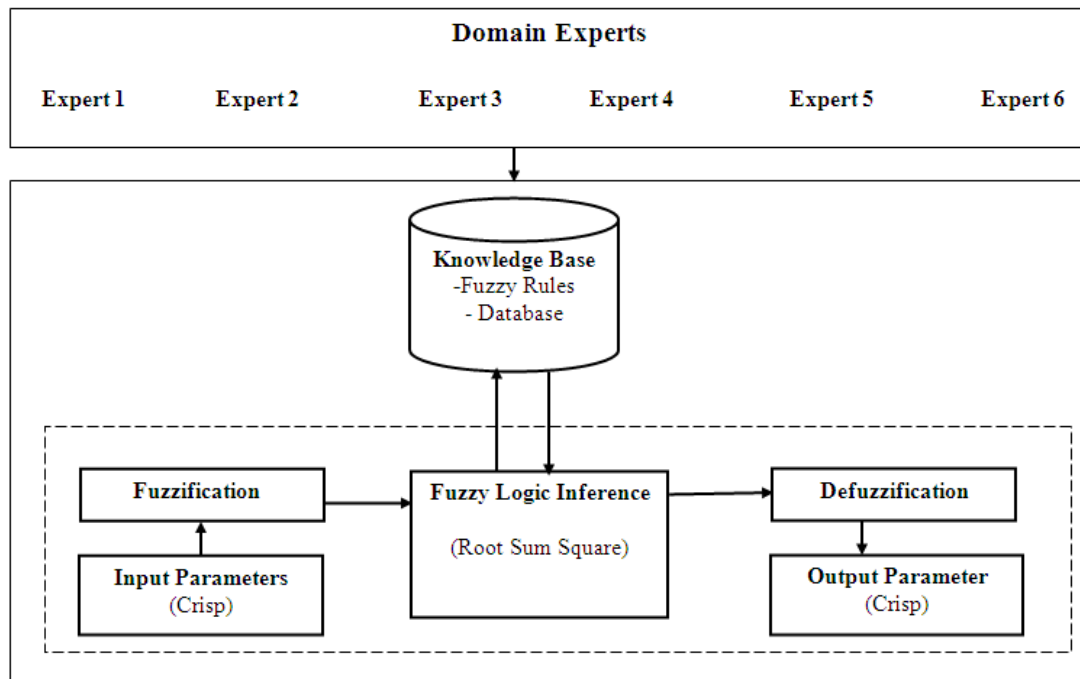 Domain Experts
Expert 1 Expert 2 Expert 3 Expert 4 Expert 5 Expert 6
Knowledge Base
-Fuzzy Rules
- Database
Fuzzification
Input Parameters
(Crisp)
Fuzzy Logic Inference
(Root Sum Square)
Defuzzification
Output Parameter
(Crisp)